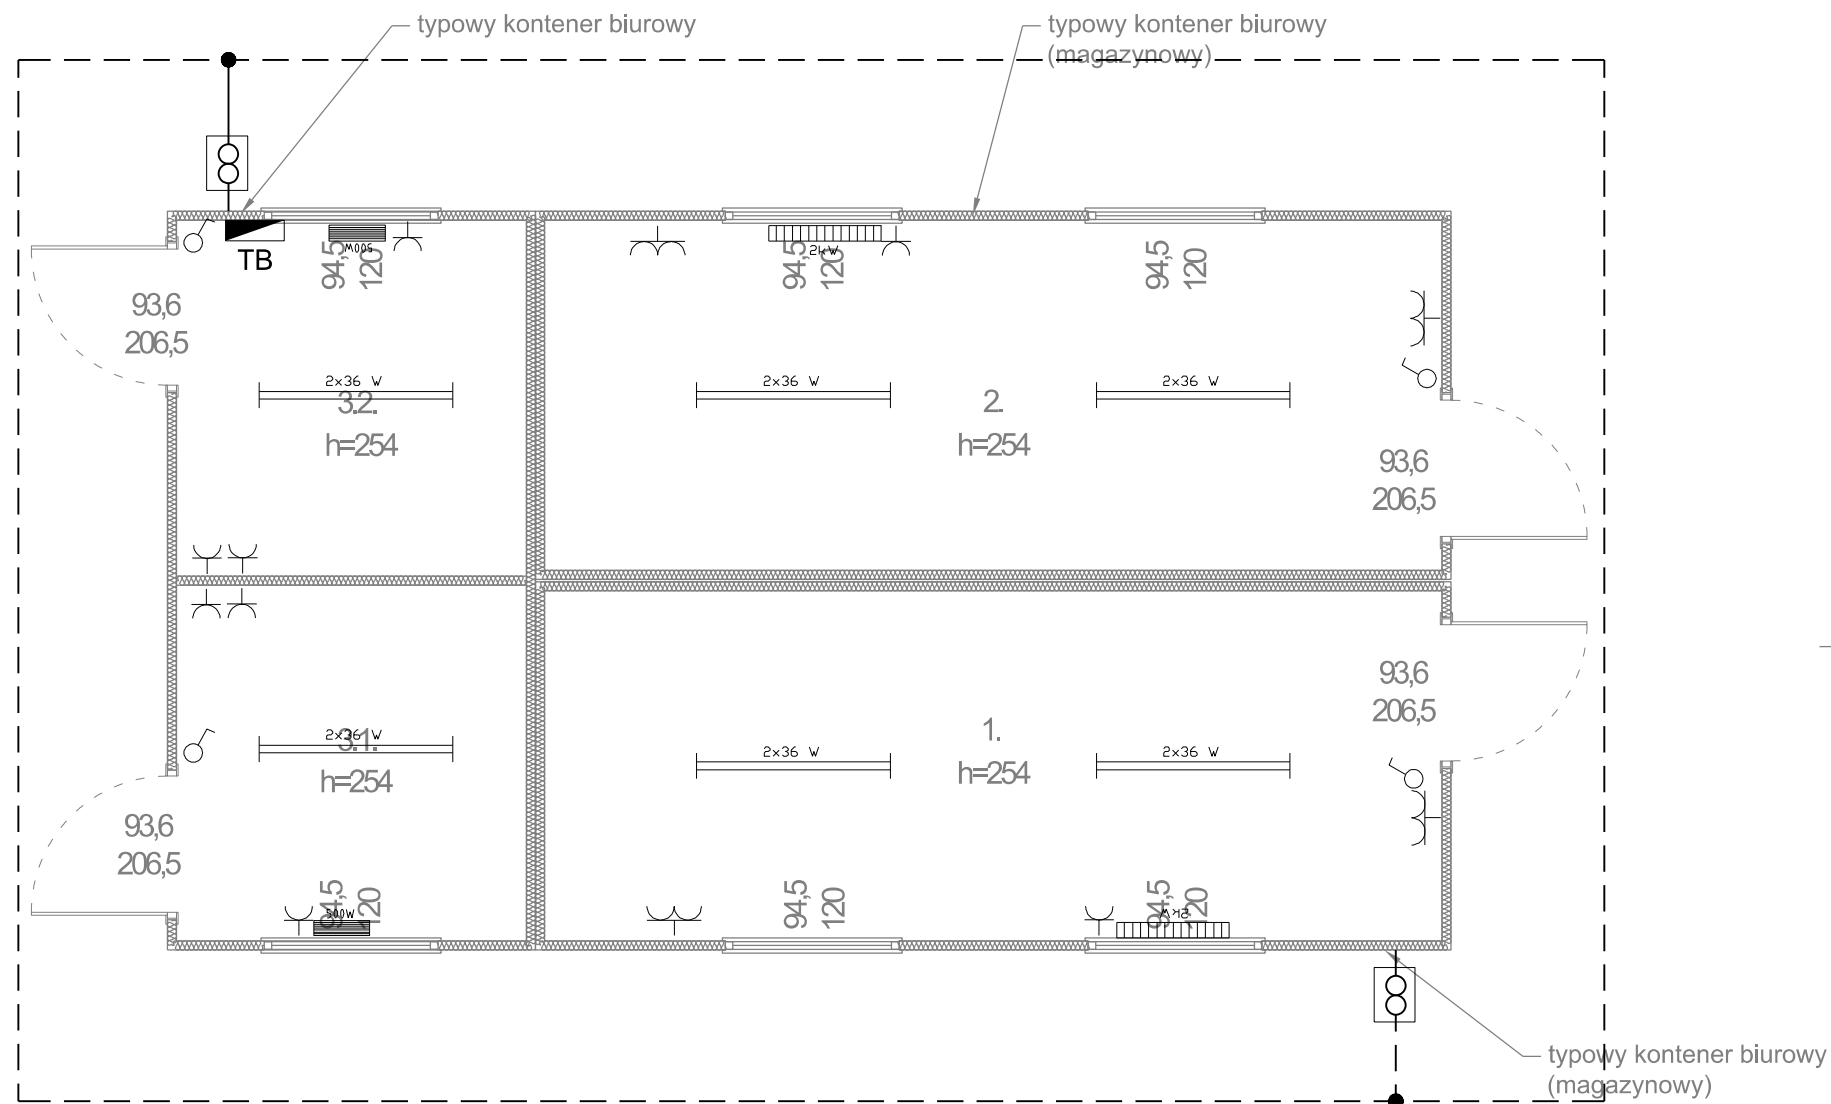 typowy kontener biurowy
typowy kontener biurowy
(magazynowy)
TB
500W
94,5
120
2kW
94,5
120
94,5
120
93,6
206,5
2x36 W
3.2.
h=254
2x36 W
2x36 W
2.
h=254
93,6
206,5
93,6
206,5
2x36 W
3.1.
h=254
2x36 W
2x36 W
1.
h=254
93,6
206,5
500W
94,5
120
94,5
120
2kW
94,5
120
typowy kontener biurowy
(magazynowy)